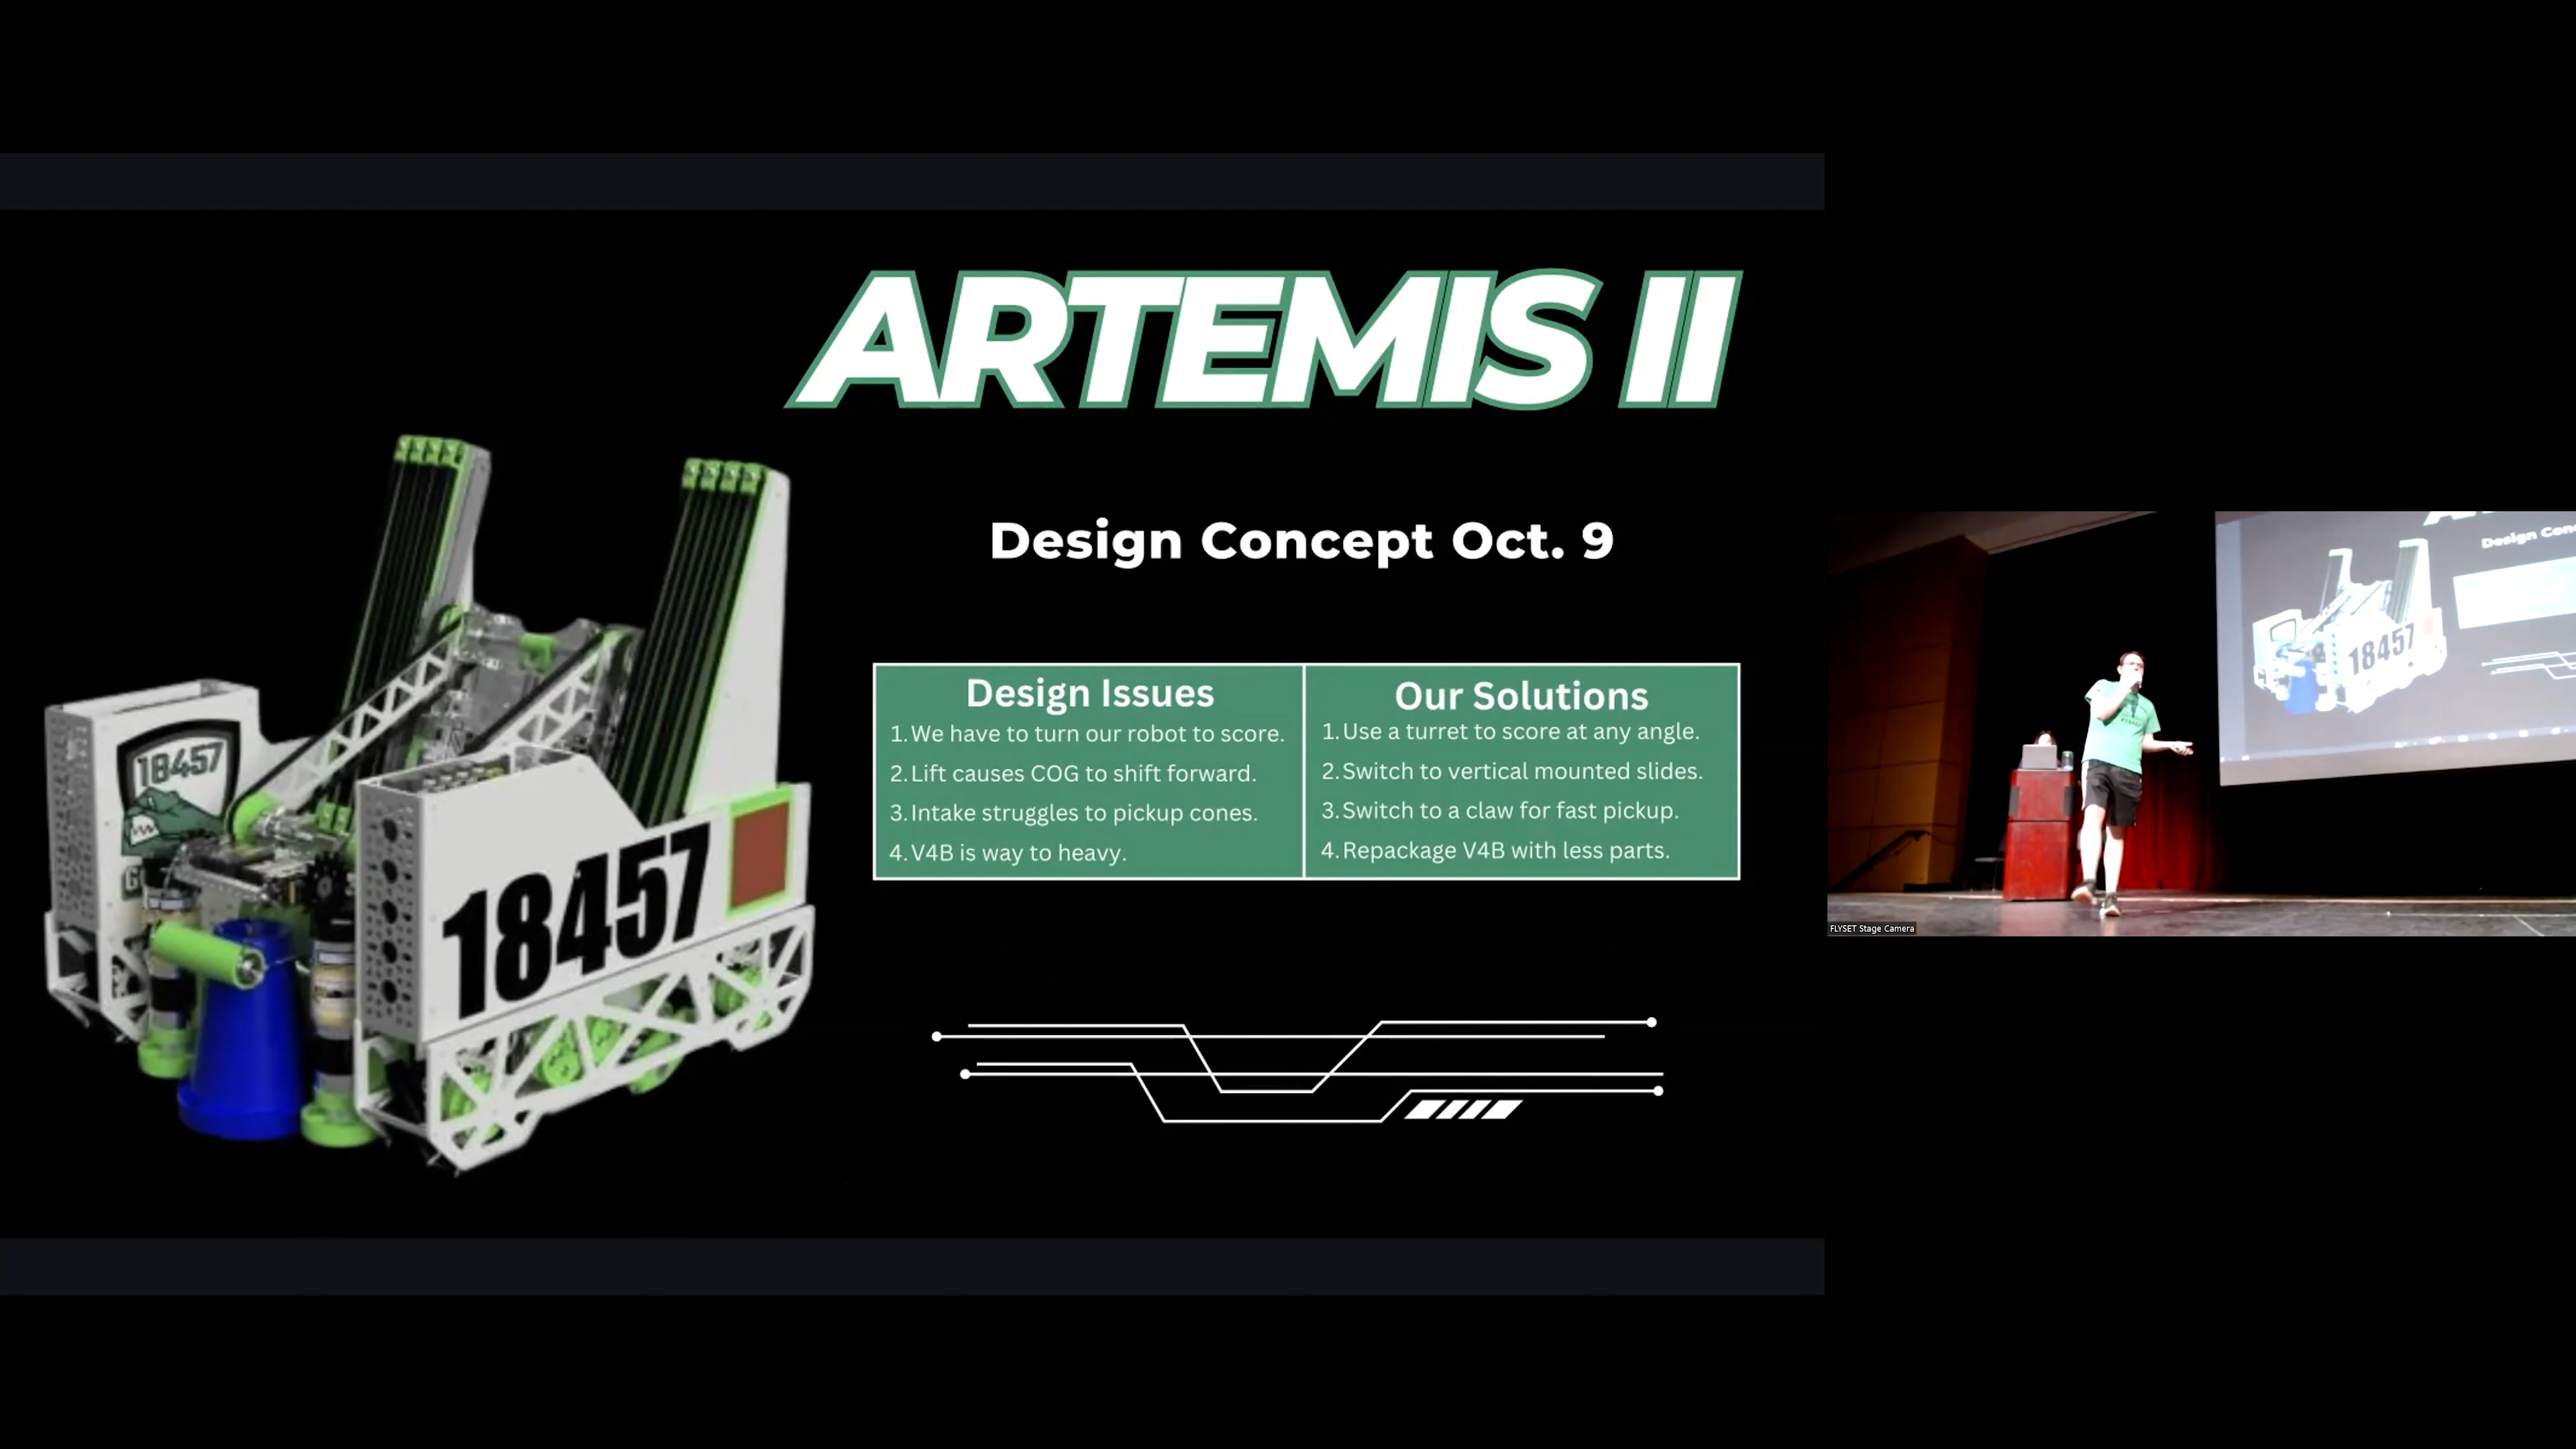 ARTEMIS II
Design Concept Oct. 9
Design Issues
1. We have to turn our robot to score.
2. Lift causes COG to shift forward.
3. Intake struggles to pickup cones.
4. V4B is way to heavy.
Our Solutions
1. Use a turret to score at any angle.
2. Switch to vertical mounted slides.
3. Switch to a claw for fast pickup.
4. Repackage V4B with less parts.
18457
18457
Design Conc
18457
FLYSET Stage Camera